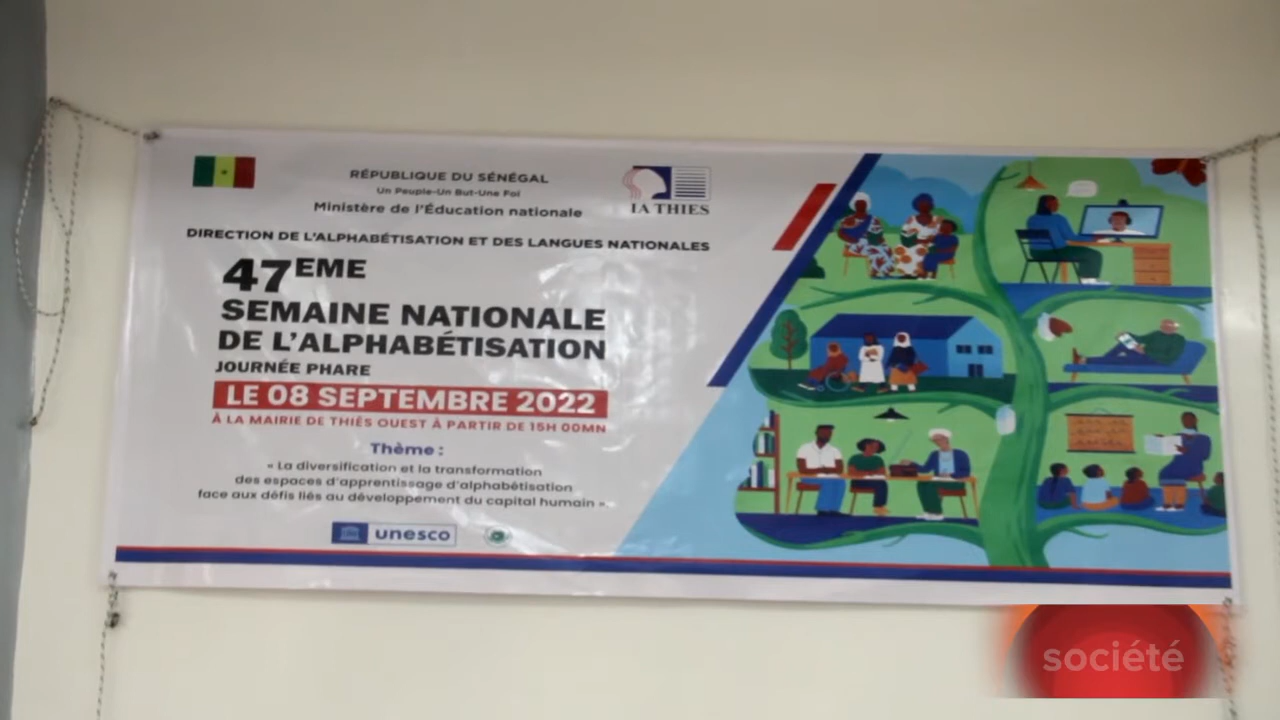 RÉPUBLIQUE DU SÉNÉGAL
Un Peuple-Un But-Une Foi
Ministère de l'Éducation nationale
IA THIES
DIRECTION DE L'ALPHABÉTISATION ET DES LANGUES NATIONALES
47EME
SEMAINE NATIONALE
DE L'ALPHABÉTISATION
JOURNÉE PHARE
LE 08 SEPTEMBRE 2022
À LA MAIRIE DE THIÉS OUEST À PARTIR DE 15H 00MN
Thème :
« La diversification et la transformation
des espaces d'apprentissage d'alphabétisation
face aux défis liés au développement du capital humain ».
unesco
société